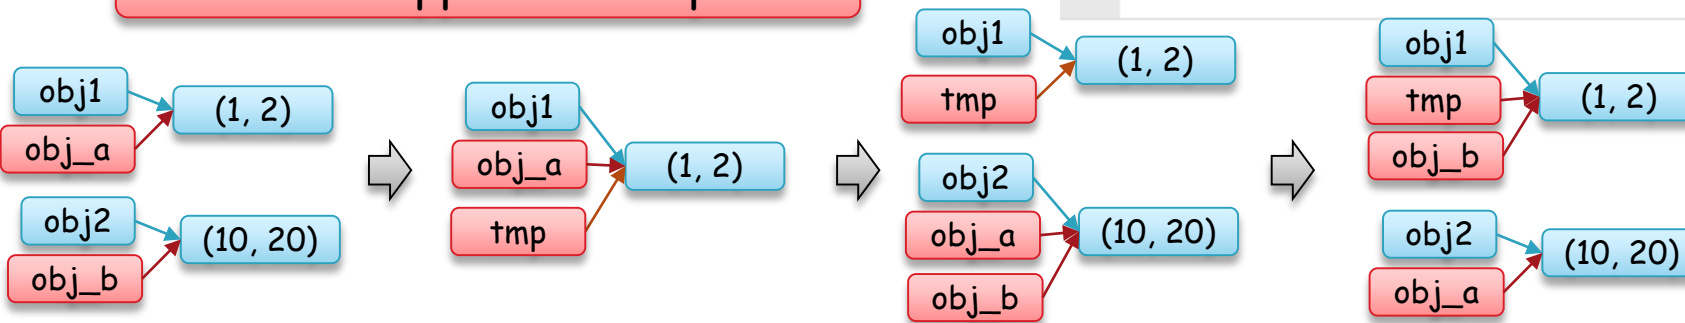 obj1
(1, 2)
obj_a
obj2
(10, 20)
obj_b
obj1
obj_a
(1, 2)
tmp
obj1
(1, 2)
tmp
obj2
obj_a
(10, 20)
obj_b
obj1
tmp
(1, 2)
obj_b
obj2
(10, 20)
obj_a